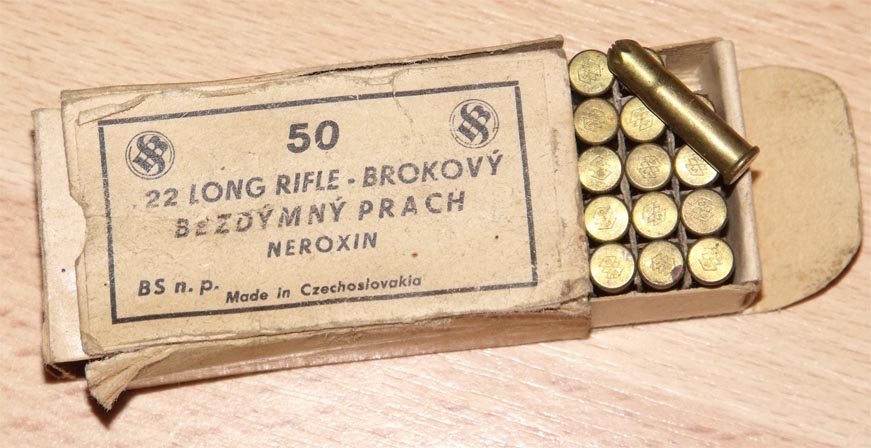 50
.22 LONG RIFLE - BROKOVÝ
BEZDÝMNÝ PRACH
NEROXIN
BS n. p.
Made in Czechoslovakia